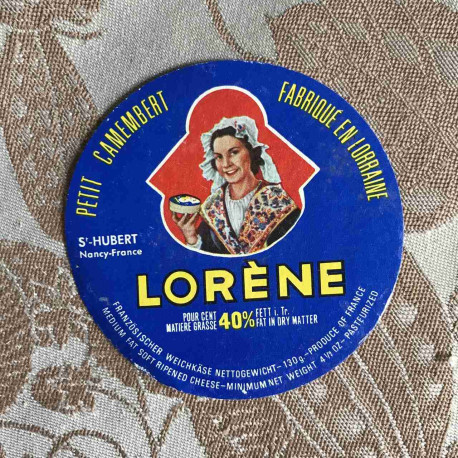 PETIT CAMEMBERT
FABRIQUÉ EN LORRAINE
St-HUBERT
Nancy-France
LORÈNE
POUR CENT MATIERE GRASSE 40% FETT i. Tr. FAT IN DRY MATTER
FRANZÖSISCHER WEICHKÄSE NETTOGEWICHT-130g-PRODUCE OF FRANCE
MEDIUM FAT SOFT RIPENED CHEESE-MINIMUM NET WEIGHT 4 ½ OZ- PASTEURIZED